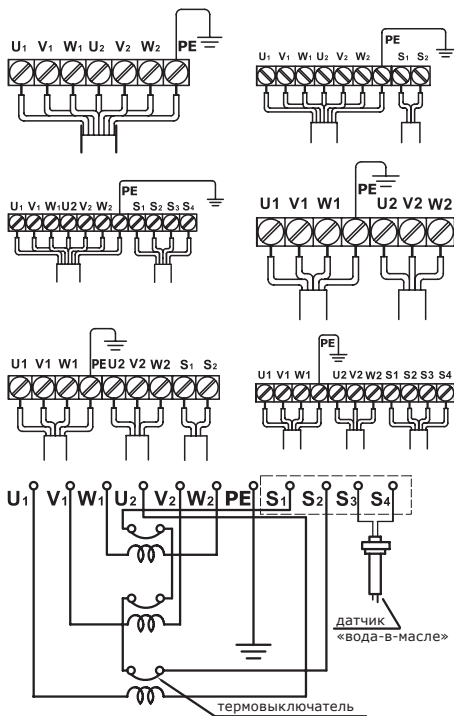 U1 V1 W1 U2 V2 W2 PE
U1 V1 W1 U2 V2 W2 PE S1 S2
U1 V1 W1 U2 V2 W2 PE S1 S2 S3 S4
U1 V1 W1 PE U2 V2 W2
U1 V1 W1 PE U2 V2 W2 S1 S2
U1 V1 W1 PE U2 V2 W2 S1 S2 S3 S4
U1 V1 W1 U2 V2 W2 PE S1 S2 S3 S4
датчик
«вода-в-масле»
термовыключатель